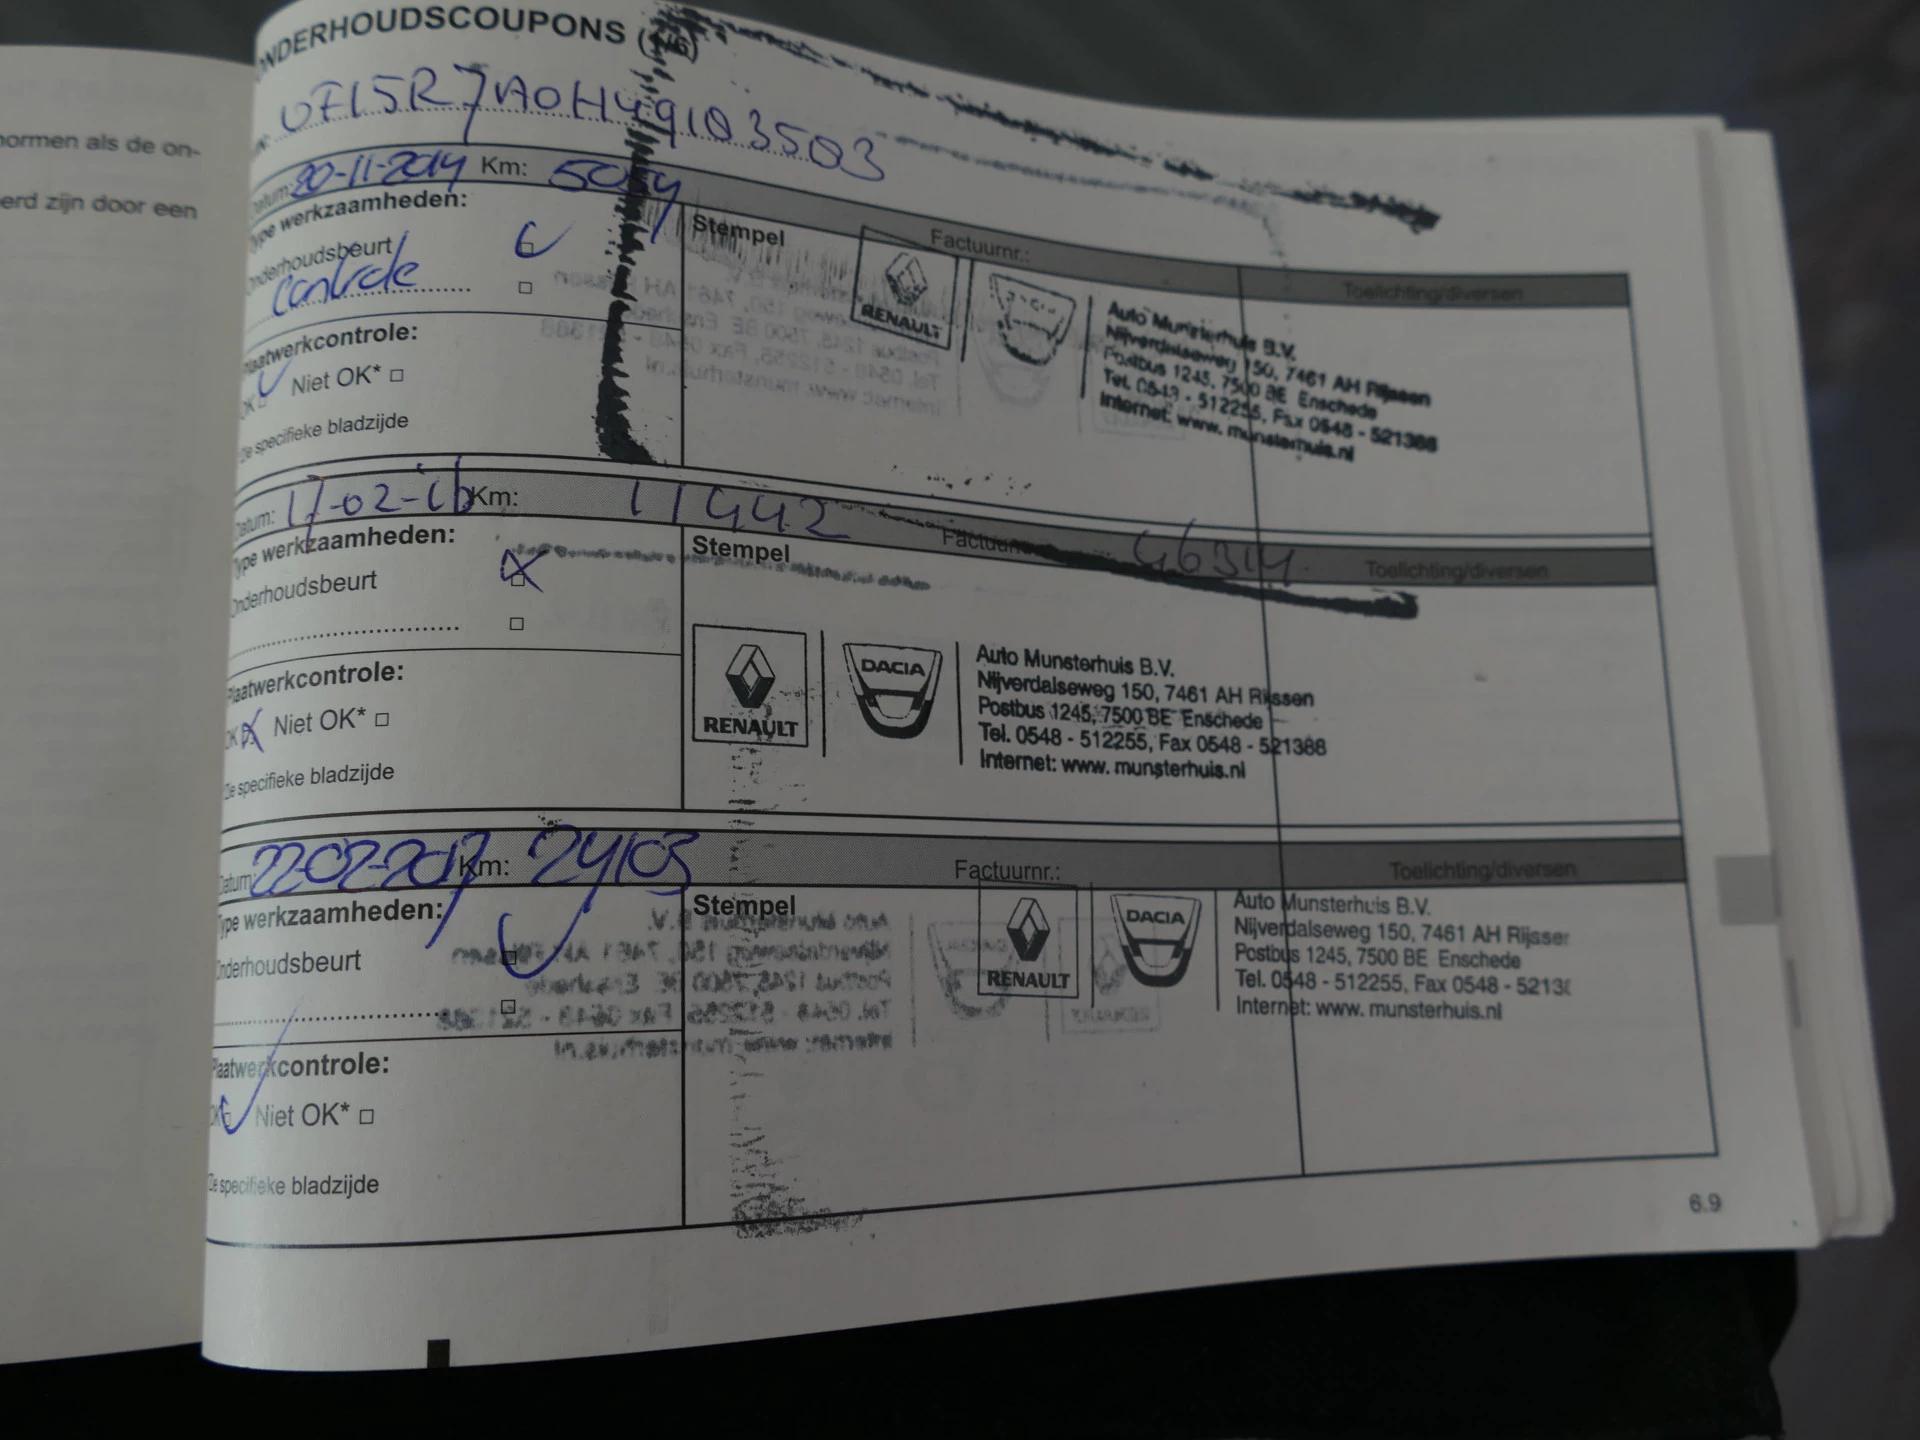 normen als de on-
erd zijn door een
ONDERHOUDSCOUPONS (1/6)
VF15R7A0H49103503
Datum: 20-11-2014 Km:
Type werkzaamheden:
Onderhoudsbeurt
Controle
Plaatwerkcontrole:
OK Niet OK*
Zie specifieke bladzijde
Stempel
Factuurnr.:
Toelichting/diversen
RENAULT
Auto Munsterhuis B.V.
Nijverdalseweg 150, 7461 AH Rijssen
Postbus 1245, 7500 BE Enschede
Tel. 0548 - 512255, Fax 0548 - 521388
Internet: www. munsterhuis.nl
Datum: 17-02-16 Km: 11442
Type werkzaamheden:
Onderhoudsbeurt
Plaatwerkcontrole:
OK Niet OK*
Zie specifieke bladzijde
Stempel
Factuurnr. 46314
Toelichting/diversen
RENAULT
DACIA
Auto Munsterhuis B.V.
Nijverdalseweg 150, 7461 AH Rijssen
Postbus 1245, 7500 BE Enschede
Tel. 0548 - 512255, Fax 0548 - 521388
Internet: www. munsterhuis.nl
Datum: 22-02-2017 Km: 24103
Type werkzaamheden:
Onderhoudsbeurt
Plaatwerkcontrole:
OK Niet OK*
Zie specifieke bladzijde
Stempel
Factuurnr.:
Toelichting/diversen
RENAULT
DACIA
Auto Munsterhuis B.V.
Nijverdalseweg 150, 7461 AH Rijsser
Postbus 1245, 7500 BE Enschede
Tel. 0548 - 512255, Fax 0548 - 5213
Internet: www. munsterhuis.nl
6.9